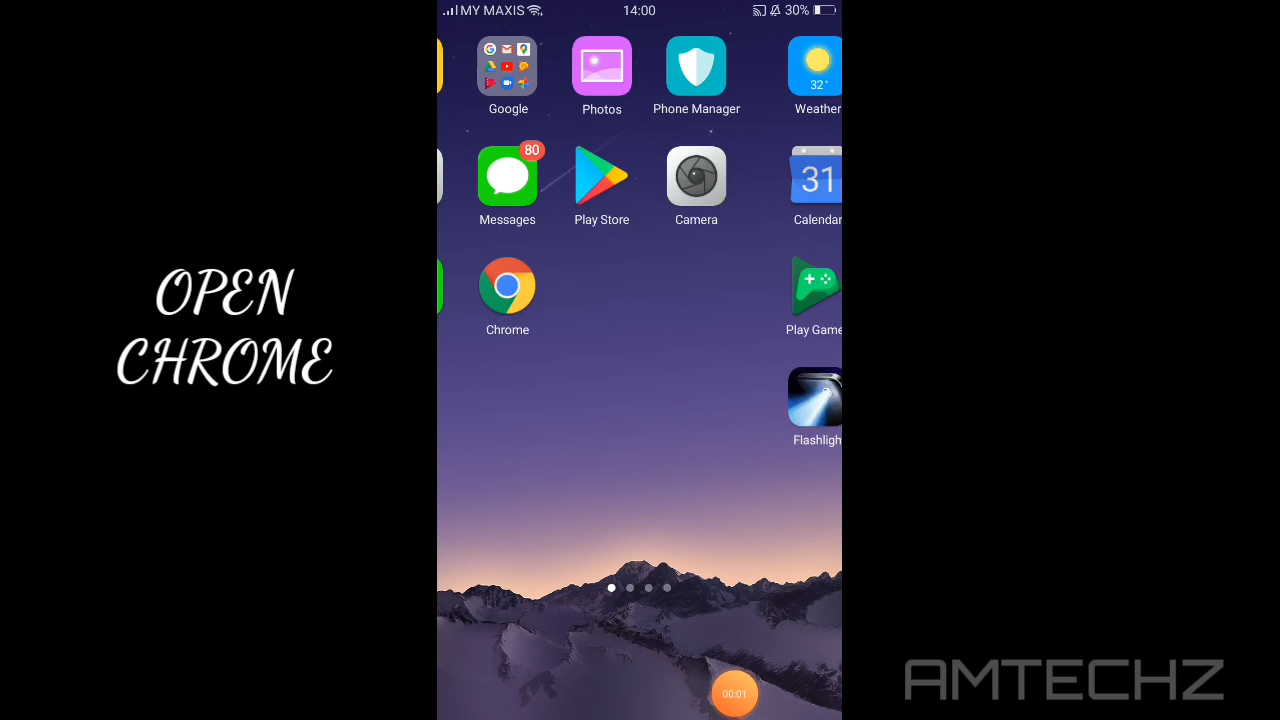 MY MAXIS 14:00 30%
Google Photos Phone Manager Weather
32°
80
31
Messages Play Store Camera Calendar
Chrome Play Game
Flashligh
OPEN
CHROME
00:01
AMTECHZ